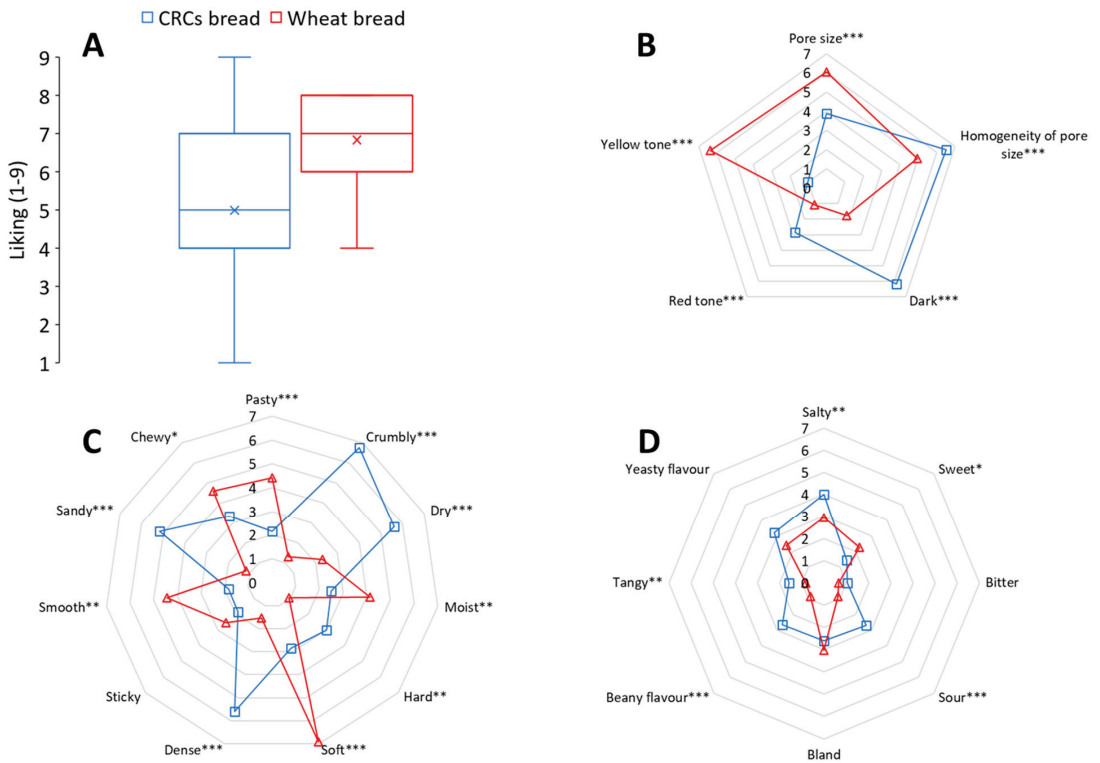 CRCs bread Wheat bread
A
Liking (1-9)
9
8
7
6
5
4
3
2
1
B
Pore size***
7
6
5
4
3
2
1
0
Homogeneity of pore
size***
Dark***
Red tone***
Yellow tone***
C
Pasty***
7
6
5
4
3
2
1
0
Crumbly***
Dry***
Moist**
Hard**
Soft***
Dense***
Sticky
Smooth**
Sandy***
Chewy*
D
Salty**
7
6
5
4
3
2
1
0
Sweet*
Bitter
Sour***
Bland
Beany flavour***
Tangy**
Yeasty flavour